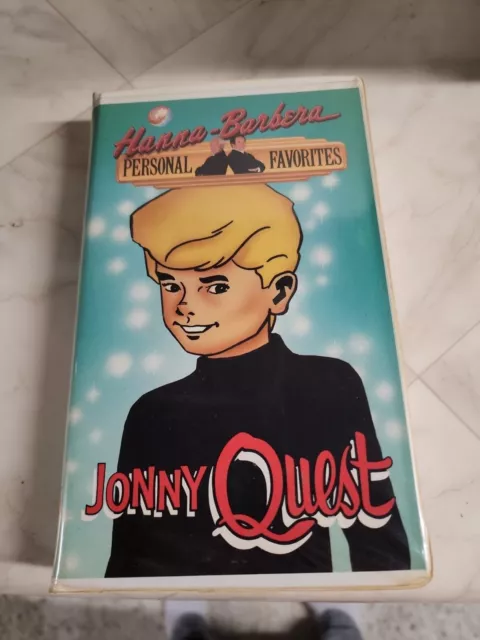 Hanna-Barbera
PERSONAL FAVORITES
JONNY Quest